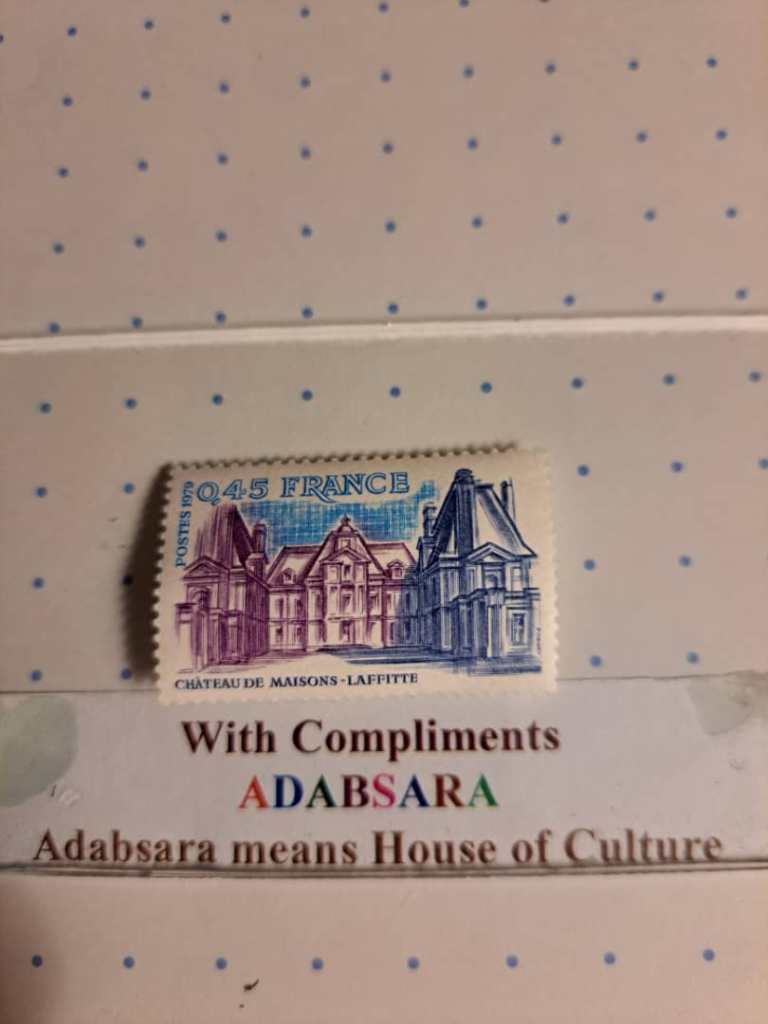 0,45 FRANCE
POSTES 1979
CHÂTEAU DE MAISONS-LAFFITTE
With Compliments
ADABSARA
Adabsara means House of Culture